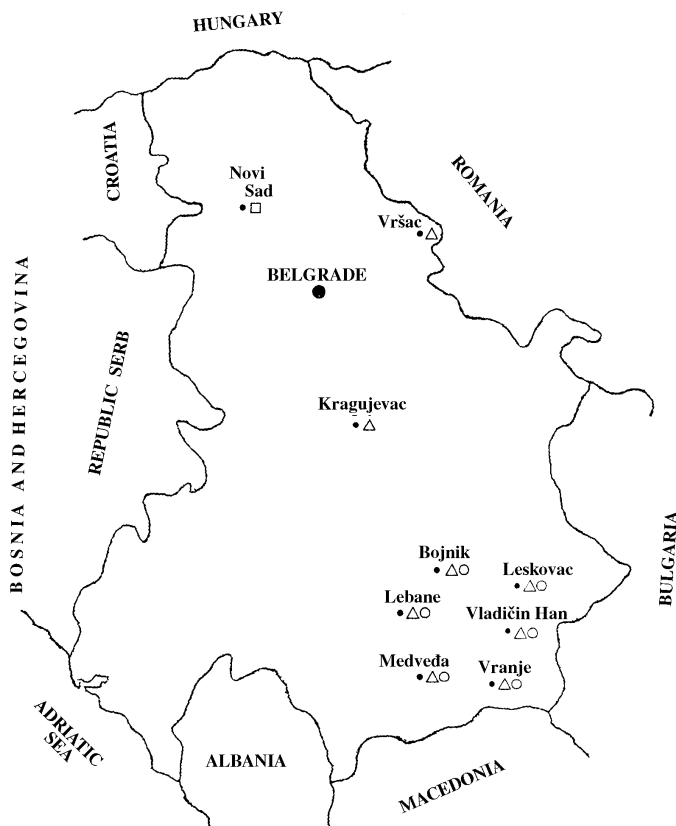 HUNGARY
CROATIA
ROMANIA
Novi
Sad
Vršac
BELGRADE
BOSNIA AND HERCEGOVINA
REPUBLIC SERB
Kragujevac
BULGARIA
Bojnik
Leskovac
Lebane
Vladičin Han
Medveđa
Vranje
ADRIATIC
SEA
ALBANIA
MACEDONIA